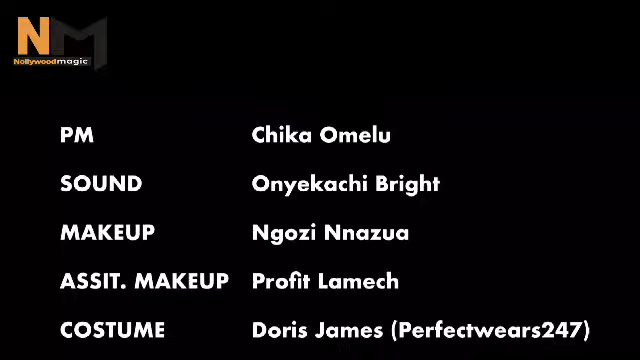 NM
Nollywoodmagic
PM Chika Omelu
SOUND Onyekachi Bright
MAKEUP Ngozi Nnazua
ASSIT. MAKEUP Profit Lamech
COSTUME Doris James (Perfectwears247)